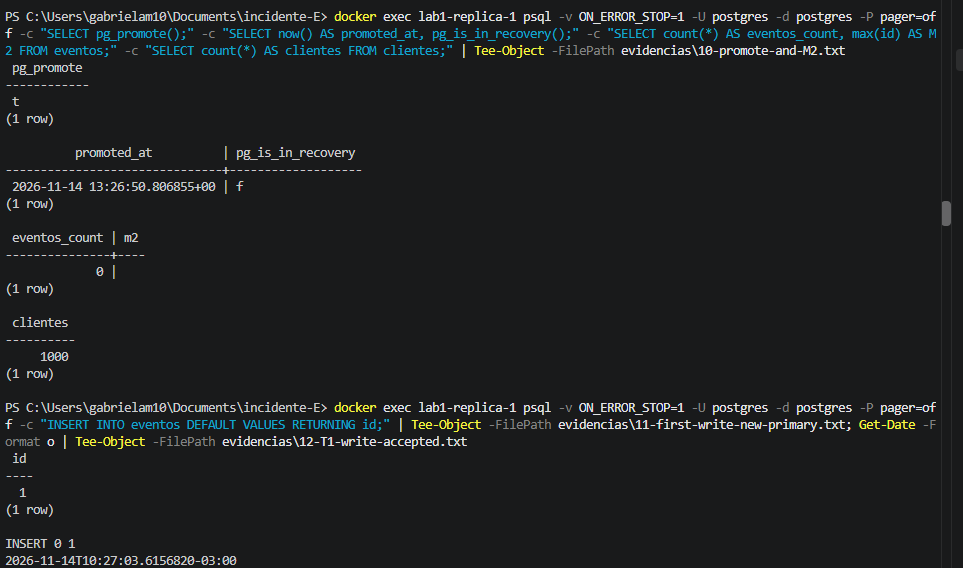 PS C:\Users\gabrielam10\Documents\incidente-E> docker exec lab1-replica-1 psql -v ON_ERROR_STOP=1 -U postgres -d postgres -P pager=of
f -c "SELECT pg_promote();" -c "SELECT now() AS promoted_at, pg_is_in_recovery();" -c "SELECT count(*) AS eventos_count, max(id) AS M
2 FROM eventos;" -c "SELECT count(*) AS clientes FROM clientes;" | Tee-Object -FilePath evidencias\10-promote-and-M2.txt
 pg_promote
------------
 t
(1 row)

          promoted_at          | pg_is_in_recovery
-------------------------------+-------------------
 2026-11-14 13:26:50.806855+00 | f
(1 row)

 eventos_count | m2
---------------+----
             0 |
(1 row)

 clientes
----------
     1000
(1 row)

PS C:\Users\gabrielam10\Documents\incidente-E> docker exec lab1-replica-1 psql -v ON_ERROR_STOP=1 -U postgres -d postgres -P pager=of
f -c "INSERT INTO eventos DEFAULT VALUES RETURNING id;" | Tee-Object -FilePath evidencias\11-first-write-new-primary.txt; Get-Date -F
ormat o | Tee-Object -FilePath evidencias\12-T1-write-accepted.txt
 id
----
  1
(1 row)

INSERT 0 1
2026-11-14T10:27:03.6156820-03:00